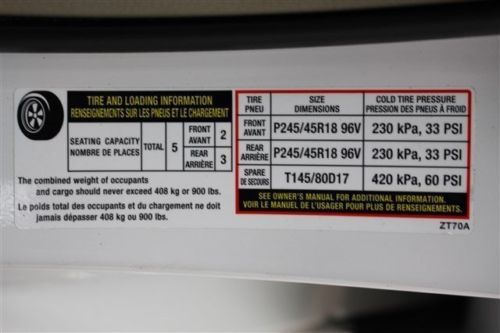 TIRE AND LOADING INFORMATION
RENSEIGNEMENTS SUR LES PNEUS ET LE CHARGEMENT
SEATING CAPACITY
NOMBRE DE PLACES
TOTAL 5
FRONT
AVANT 2
REAR
ARRIÈRE 3
The combined weight of occupants
and cargo should never exceed 408 kg or 900 lbs.
Le poids total des occupants et du chargement ne doit
jamais dépasser 408 kg ou 900 lbs.
TIRE
PNEU
SIZE
DIMENSIONS
COLD TIRE PRESSURE
PRESSION DES PNEUS À FROID
FRONT
AVANT
P245/45R18 96V
230 kPa, 33 PSI
REAR
ARRIÈRE
P245/45R18 96V
230 kPa, 33 PSI
SPARE
DE SECOURS
T145/80D17
420 kPa, 60 PSI
SEE OWNER'S MANUAL FOR ADDITIONAL INFORMATION.
VOIR LE MANUEL DE L'USAGER POUR PLUS DE RENSEIGNEMENTS.
ZT70A